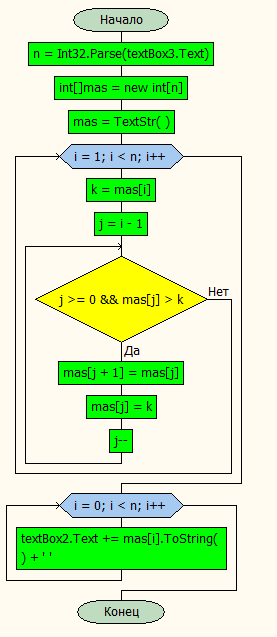 Начало
n = Int32.Parse(textBox3.Text)
int[]mas = new int[n]
mas = TextStr( )
i = 1; i < n; i++
k = mas[i]
j = i - 1
j >= 0 && mas[j] > k
Нет
Да
mas[j + 1] = mas[j]
mas[j] = k
j--
i = 0; i < n; i++
textBox2.Text += mas[i].ToString(
) + ' '
Конец